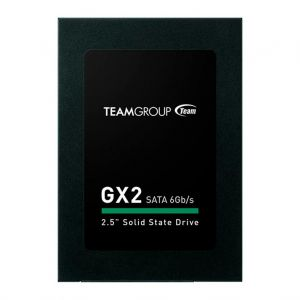 TEAMGROUP Team
GX2 SATA 6Gb/s
2.5" Solid State Drive